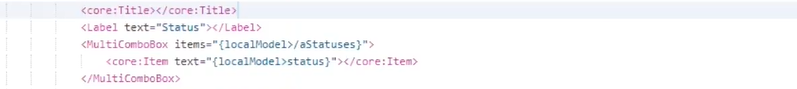 <core:Title></core:Title>
<Label text="Status"></Label>
<MultiComboBox items="{localModel>/aStatuses}">
<core:Item text="{localModel>status}"></core:Item>
</MultiComboBox>